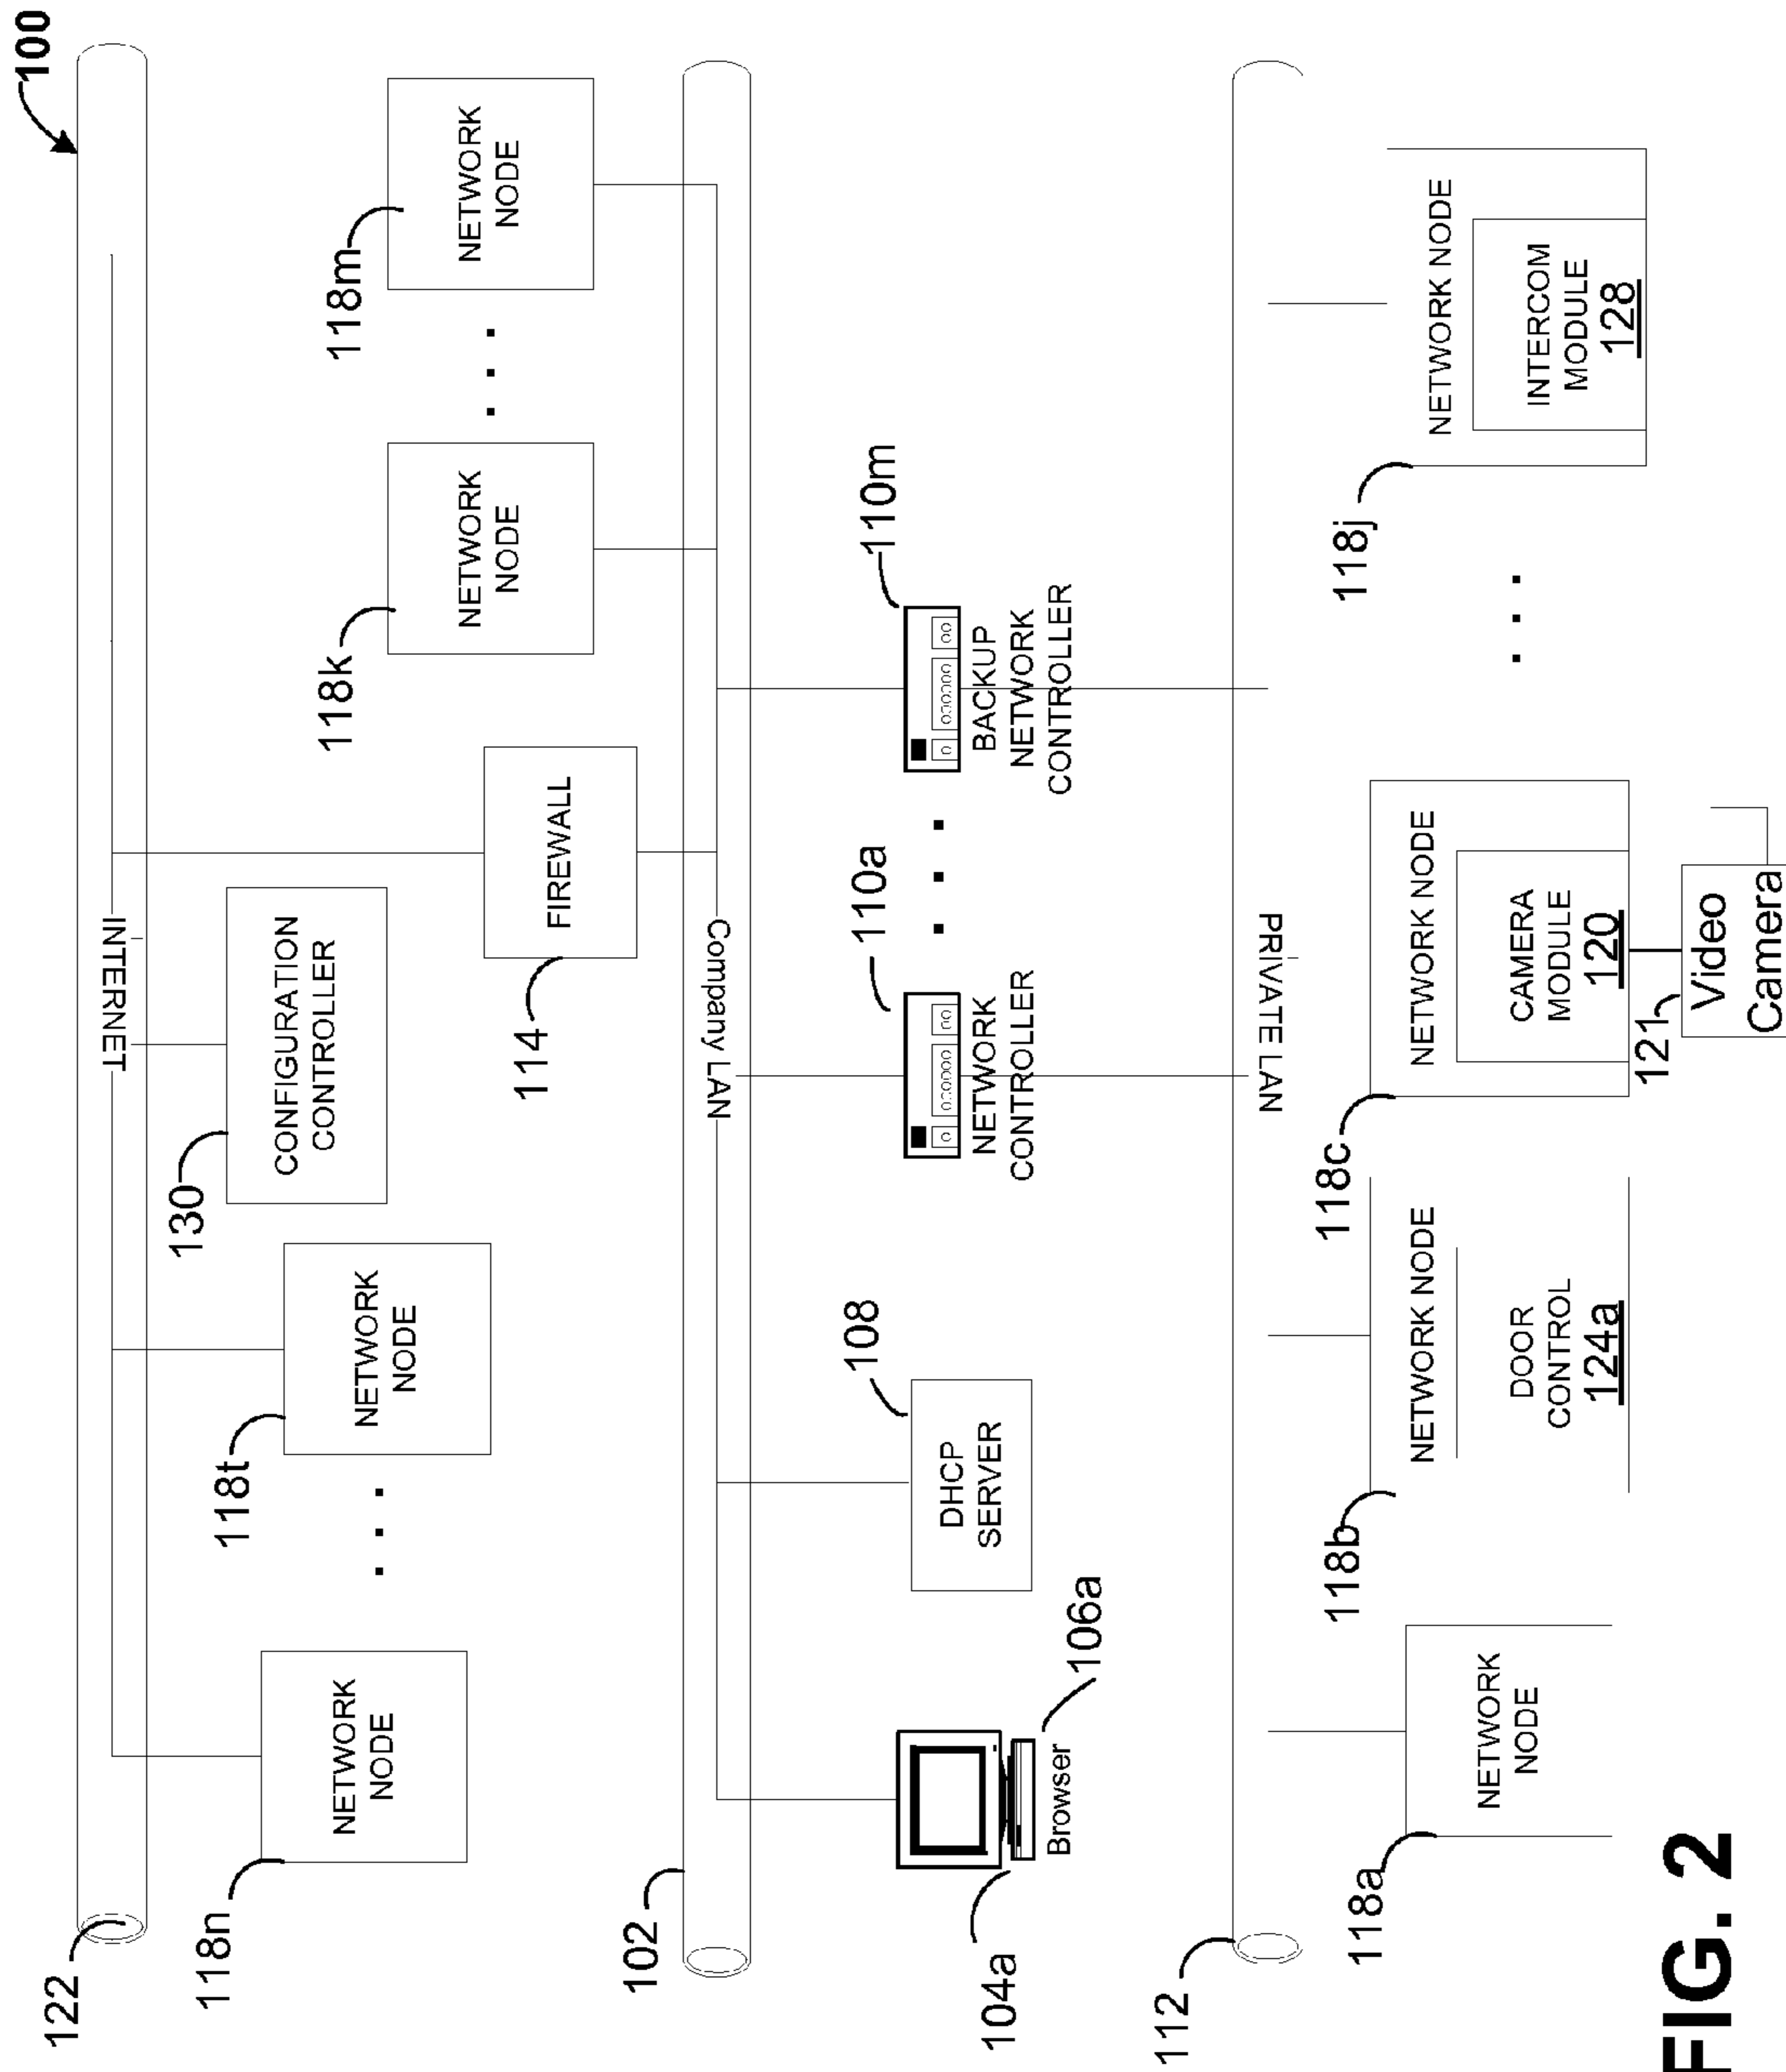 100
122
INTERNET
118n
NETWORK
NODE
118t
NETWORK
NODE
130
CONFIGURATION
CONTROLLER
114
FIREWALL
118k
NETWORK
NODE
118m
NETWORK
NODE
102
Company LAN
104a
106a
Browser
108
DHCP
SERVER
110a
NETWORK
CONTROLLER
110m
BACKUP
NETWORK
CONTROLLER
112
PRIVATE LAN
118a
NETWORK
NODE
118b
NETWORK NODE
DOOR
CONTROL
124a
118c
NETWORK NODE
CAMERA
MODULE
120
121
Video
Camera
118j
NETWORK NODE
INTERCOM
MODULE
128
FIG. 2